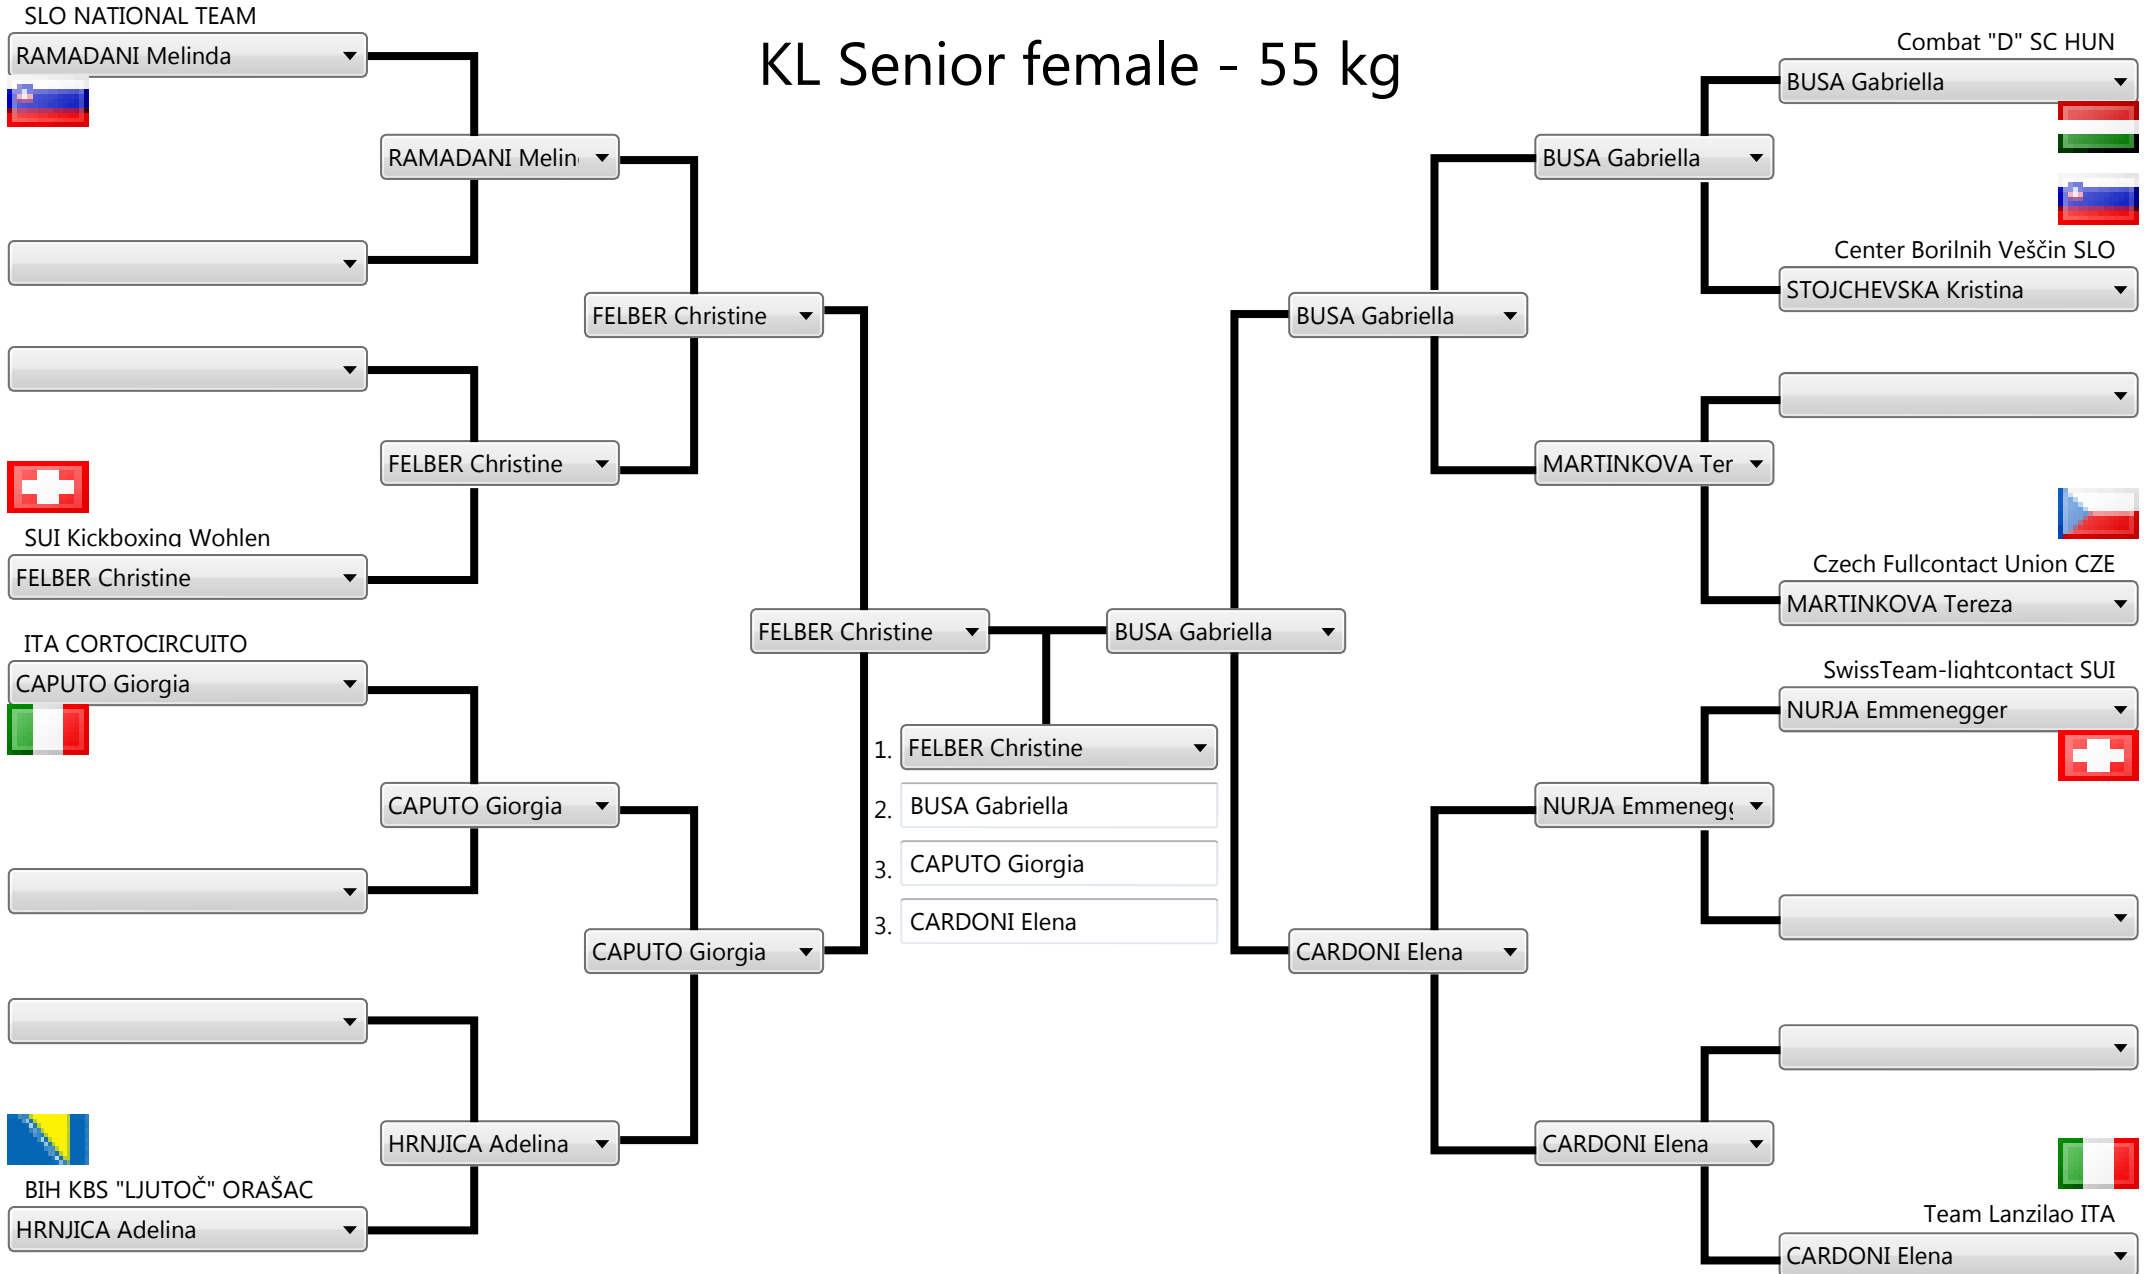 SLO NATIONAL TEAM
RAMADANI Melinda
KL Senior female - 55 kg
Combat "D" SC HUN
BUSA Gabriella
RAMADANI Melin
BUSA Gabriella
Center Borilnih Veščin SLO
STOJCHEVSKA Kristina
FELBER Christine
BUSA Gabriella
FELBER Christine
MARTINKOVA Ter
SUI Kickboxing Wohlen
FELBER Christine
Czech Fullcontact Union CZE
MARTINKOVA Tereza
FELBER Christine
BUSA Gabriella
ITA CORTOCIRCUITO
CAPUTO Giorgia
SwissTeam-lightcontact SUI
NURJA Emmenegger
1. FELBER Christine
2. BUSA Gabriella
3. CAPUTO Giorgia
3. CARDONI Elena
CAPUTO Giorgia
NURJA Emmenegg
CAPUTO Giorgia
CARDONI Elena
HRNJICA Adelina
CARDONI Elena
BIH KBS "LJUTOČ" ORAŠAC
HRNJICA Adelina
Team Lanzilao ITA
CARDONI Elena